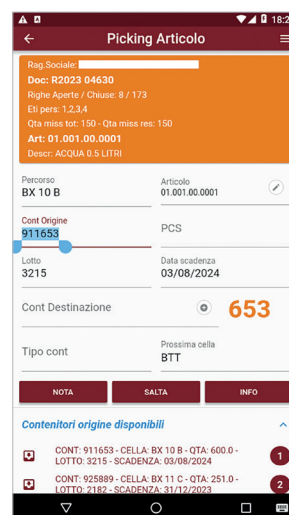 18:2
Picking Articolo
Rag.Sociale:
Doc: R2023 04630
Righe Aperte / Chiuse: 8 / 173
Eti pers: 1,2,3,4
Qta miss tot: 150 - Qta miss res: 150
Art: 01.001.00.0001
Descr: ACQUA 0.5 LITRI
Percorso
BX 10 B
Articolo
01.001.00.0001
Cont Origine
911653
PCS
Lotto
3215
Data scadenza
03/08/2024
Cont Destinazione
653
Tipo cont
Prossima cella
BTT
NOTA
SALTA
INFO
Contenitori origine disponibili
CONT: 911653 - CELLA: BX 10 B - QTA: 600.0 -
LOTTO: 3215 - SCADENZA: 03/08/2024
1
CONT: 925889 - CELLA: BX 11 C - QTA: 251.0 -
LOTTO: 2182 - SCADENZA: 31/12/2023
2